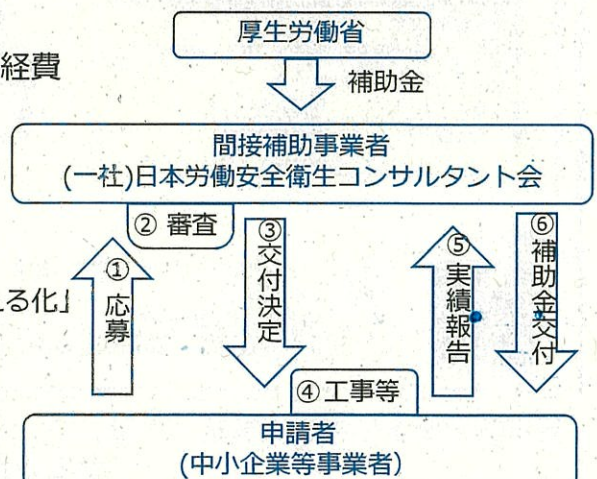 厚生労働省
経費
補助金
間接補助事業者
(一社)日本労働安全衛生コンサルタント会
② 審査
③交付決定
⑤実績報告
⑥補助金交付
①応募
える化」
④工事等
申請者
(中小企業等事業者)